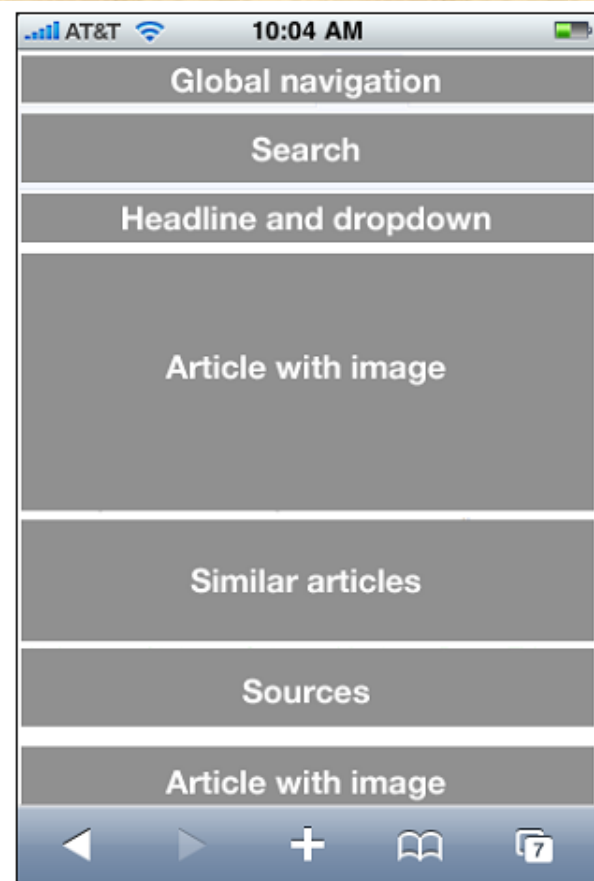 AT&T 10:04 AM
Global navigation
Search
Headline and dropdown
Article with image
Similar articles
Sources
Article with image
7